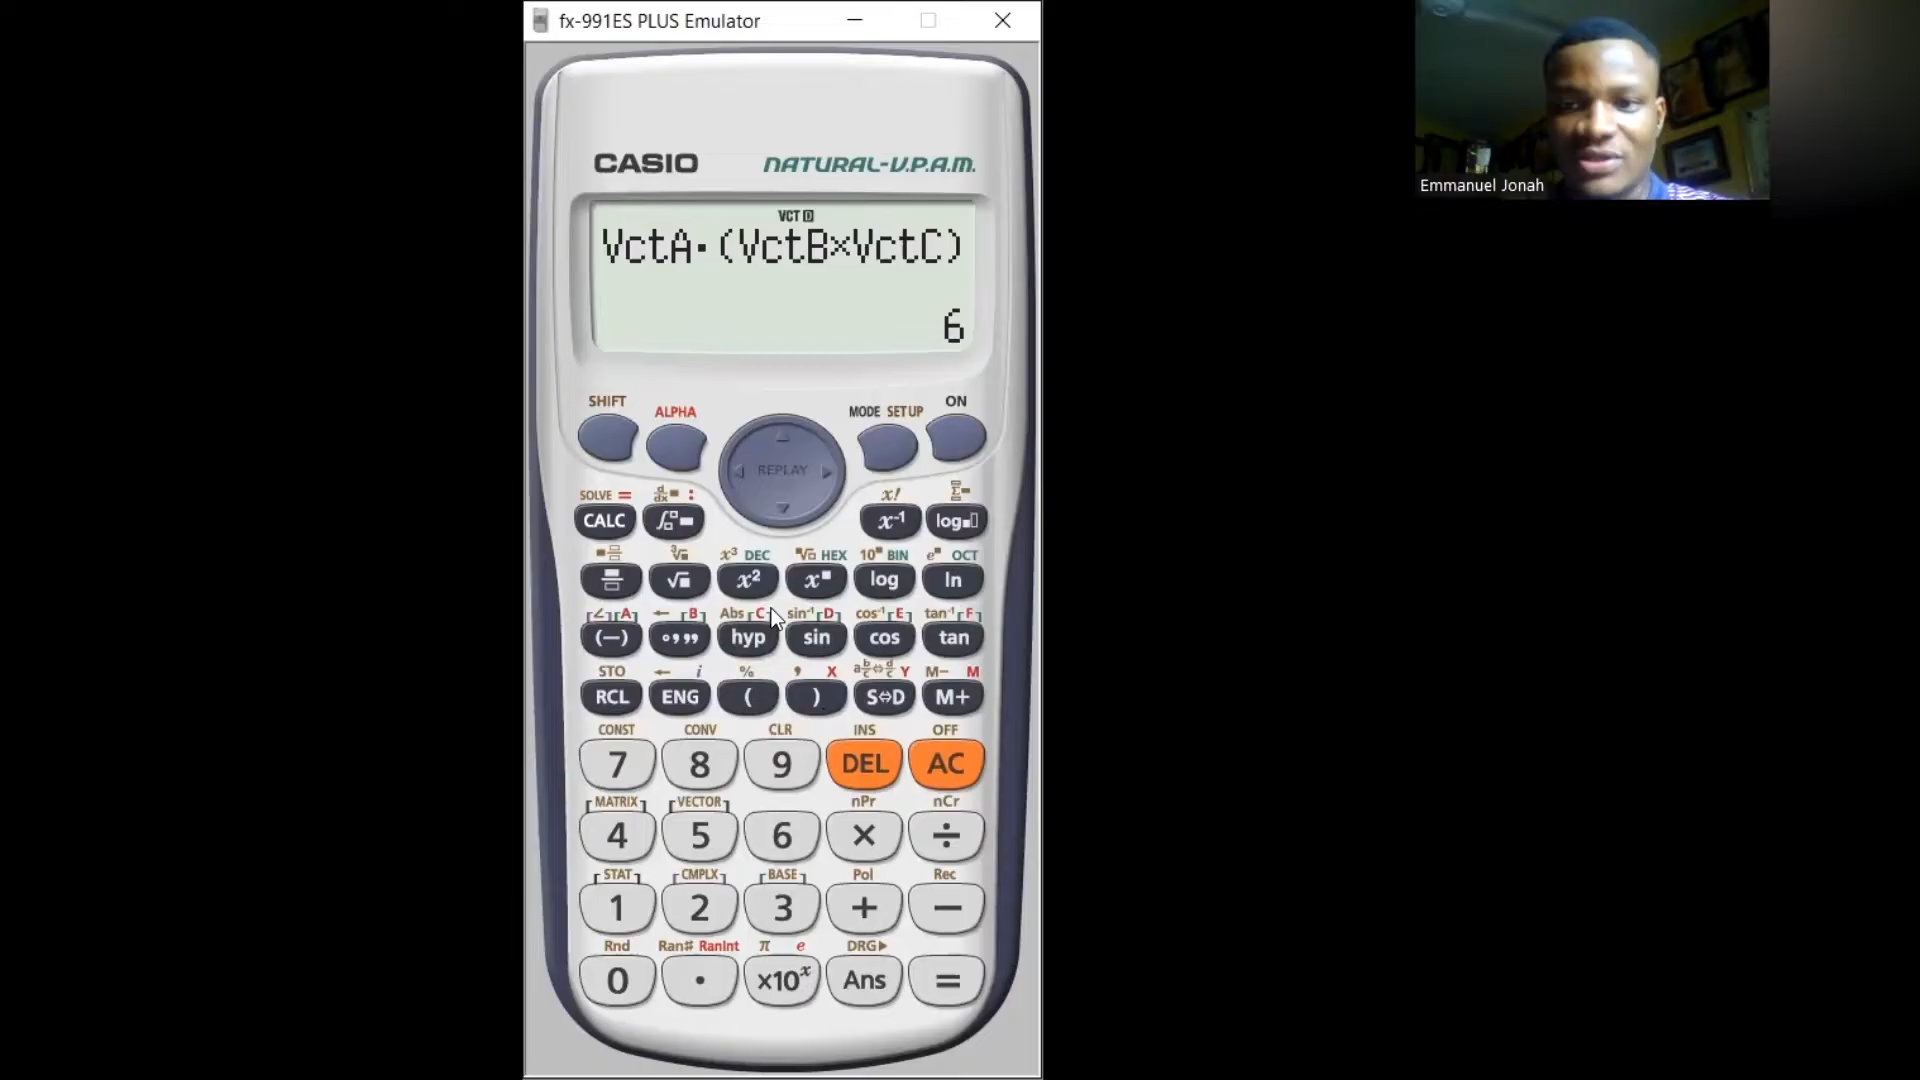 fx-991ES PLUS Emulator
Emmanuel Jonah
CASIO NATURAL-V.P.A.M.
VCT D
VctA·(VctB×VctC)
6
SHIFT ALPHA MODE SETUP ON
REPLAY
SOLVE = d/dx■ : x! Σ
CALC ∫ x⁻¹ log
³√ x³ DEC √ HEX 10■ BIN e■ OCT
√■ x² x■ log ln
∠ A ← B Abs C sin⁻¹ D cos⁻¹ E tan⁻¹ F
(−) °,,, hyp sin cos tan
STO ← i % , X a b/c⇔d/c Y M− M
RCL ENG ( ) S⇔D M+
CONST CONV CLR INS OFF
7 8 9 DEL AC
MATRIX VECTOR nPr nCr
4 5 6 × ÷
STAT CMPLX BASE Pol Rec
1 2 3 + −
Rnd Ran# RanInt π e DRG▶
0 . ×10ˣ Ans =